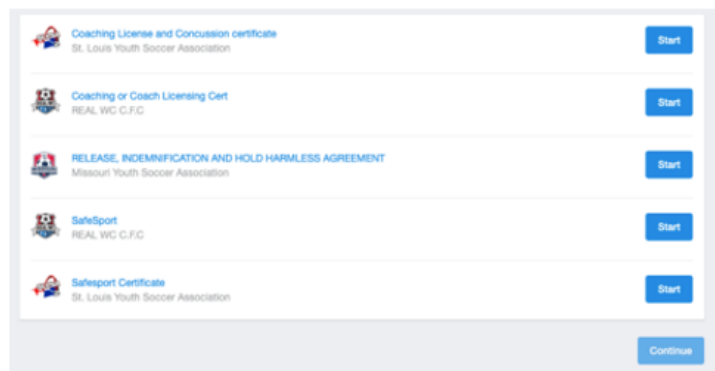 Coaching License and Concussion certificate
St. Louis Youth Soccer Association
Start
Coaching or Coach Licensing Cert
REAL WC C.F.C
Start
RELEASE, INDEMNIFICATION AND HOLD HARMLESS AGREEMENT
Missouri Youth Soccer Association
Start
SafeSport
REAL WC C.F.C
Start
Safesport Certificate
St. Louis Youth Soccer Association
Start
Continue